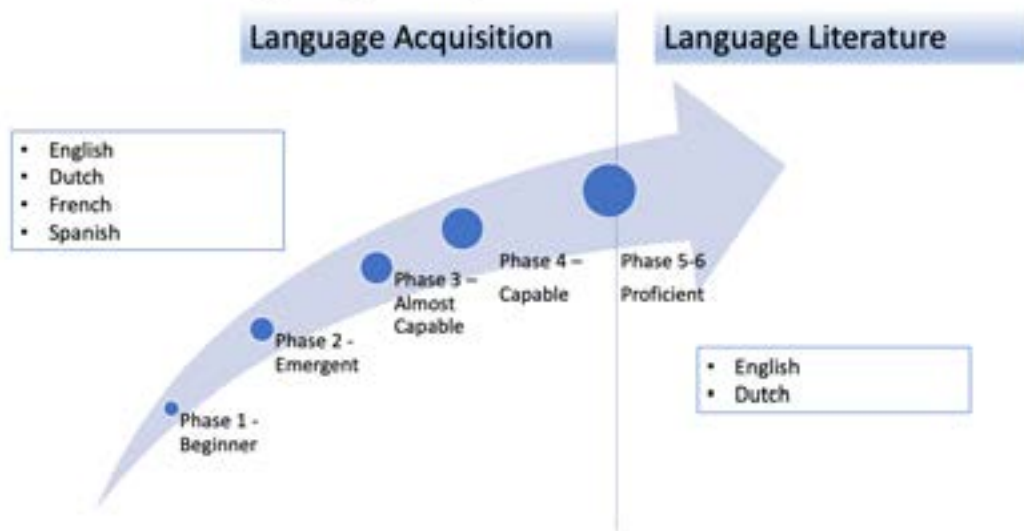 Language Acquisition
Language Literature
• English
• Dutch
• French
• Spanish
Phase 1 -
Beginner
Phase 2 -
Emergent
Phase 3 –
Almost
Capable
Phase 4 –
Capable
Phase 5-6
Proficient
• English
• Dutch